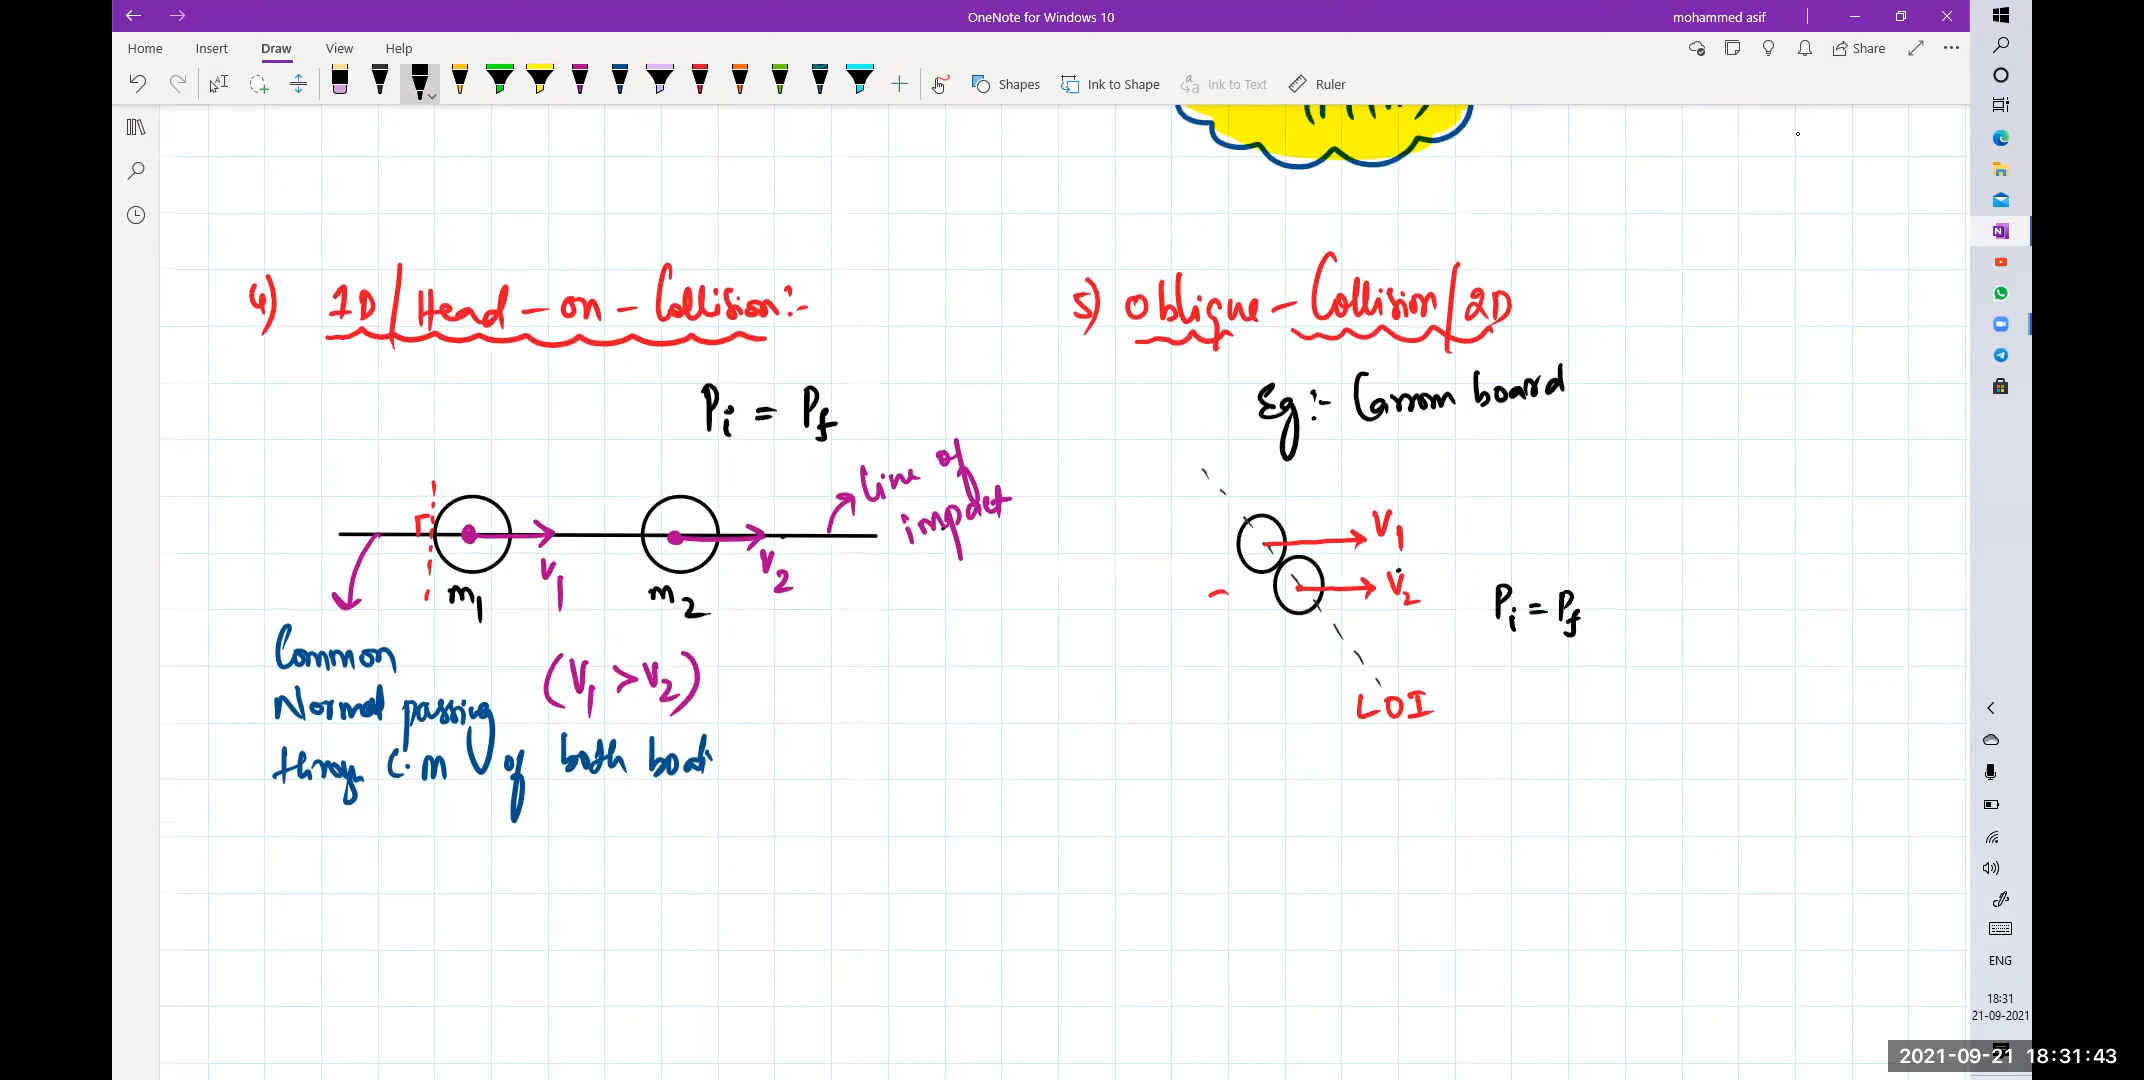 OneNote for Windows 10
mohammed asif
Home Insert Draw View Help
Share
Shapes Ink to Shape Ink to Text Ruler
4) 1D/Head-on-Collision:-
Pi = Pf
Line of
impact
m1 V1 m2 V2
Common
Normal passing
(V1 > V2)
C.M of both bodi
5) Oblique-Collision/2D
Eg:- Carrom board
V1
V2
Pi = Pf
LOI
ENG
18:31
21-09-2021
2021-09-21 18:31:43